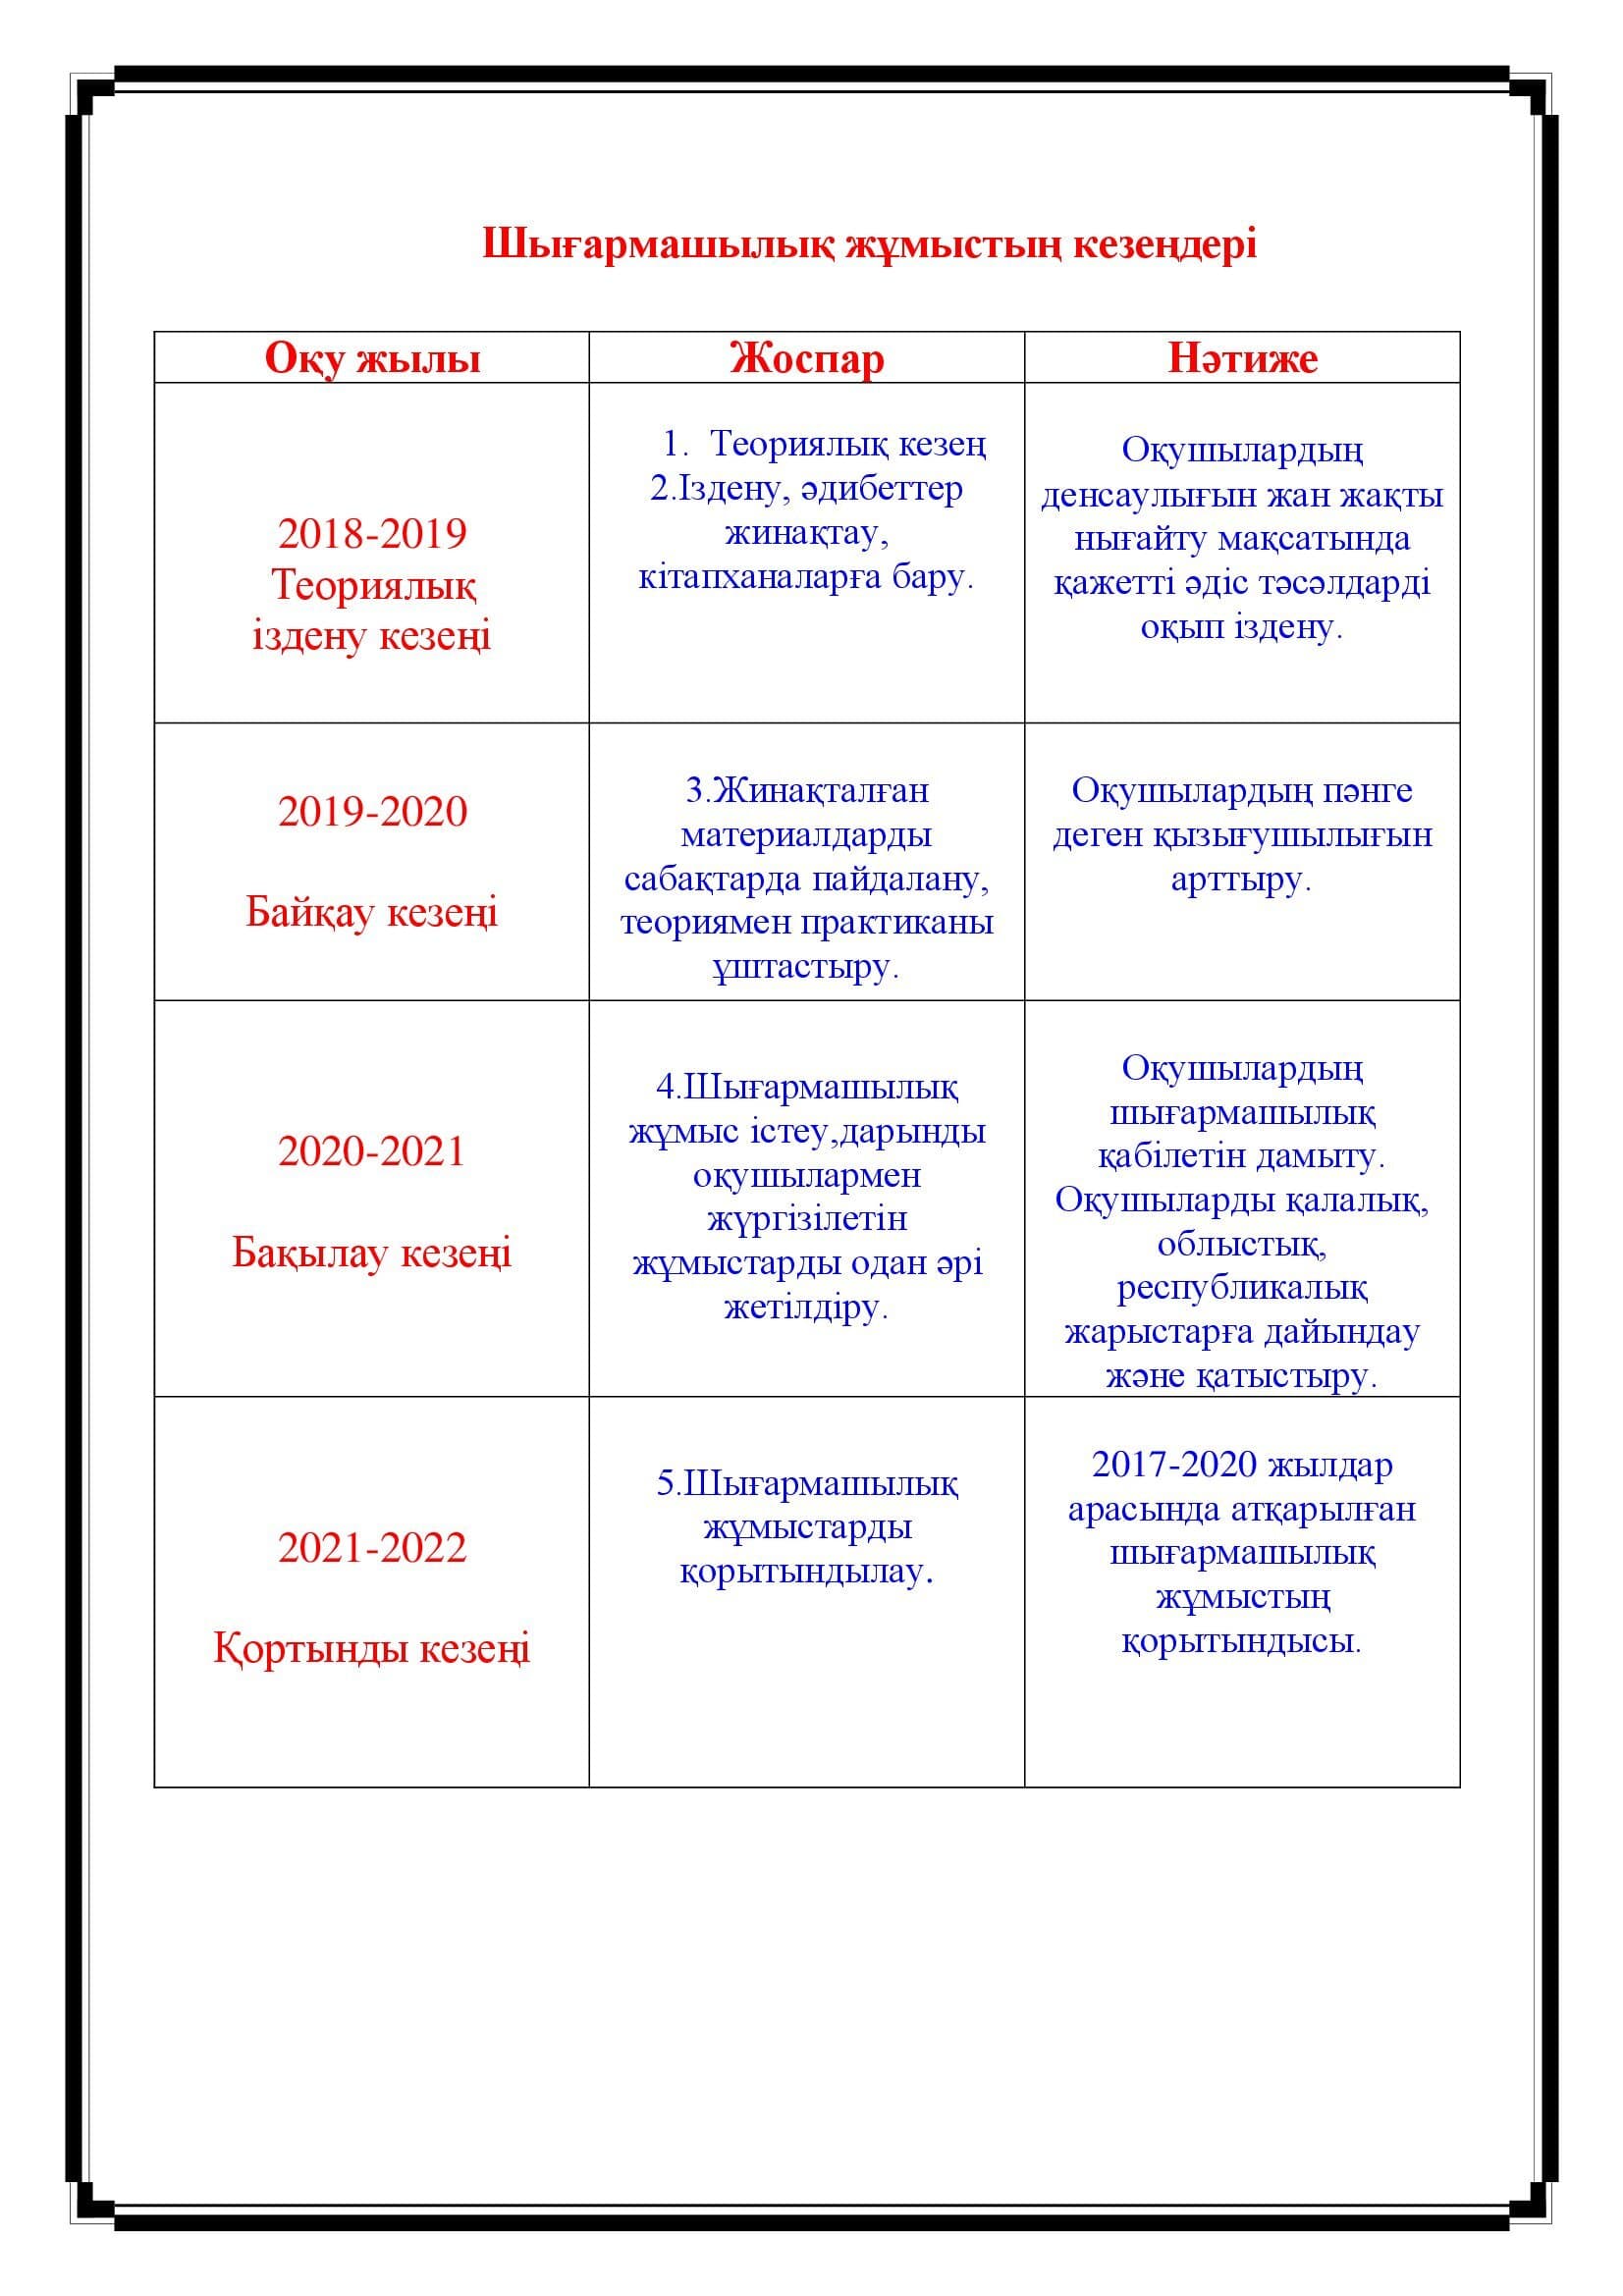 Шығармашылық жұмыстың кезеңдері
Оқу жылы
Жоспар
Нәтиже
2018-2019
Теориялық
іздену кезеңі
1. Теориялық кезең
2.Іздену, әдибеттер
жинақтау,
кітапханаларға бару.
Оқушылардың
денсаулығын жан жақты
нығайту мақсатында
қажетті әдіс тәсәлдарді
оқып іздену.
2019-2020
Байқау кезеңі
3.Жинақталған
материалдарды
сабақтарда пайдалану,
теориямен практиканы
ұштастыру.
Оқушылардың пәнге
деген қызығушылығын
арттыру.
2020-2021
Бақылау кезеңі
4.Шығармашылық
жұмыс істеу,дарынды
оқушылармен
жүргізілетін
жұмыстарды одан әрі
жетілдіру.
Оқушылардың
шығармашылық
қабілетін дамыту.
Оқушыларды қалалық,
облыстық,
республикалық
жарыстарға дайындау
және қатыстыру.
2021-2022
Қортынды кезеңі
5.Шығармашылық
жұмыстарды
қорытындылау.
2017-2020 жылдар
арасында атқарылған
шығармашылық
жұмыстың
қорытындысы.